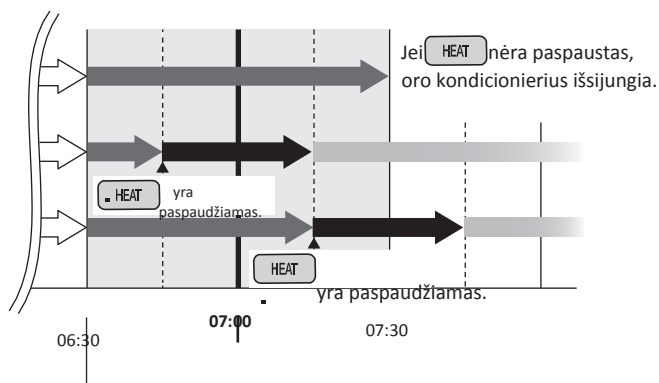 Jei HEAT nėra paspaustas,
oro kondicionierius išsijungia.
HEAT yra
paspaudžiamas.
HEAT
yra paspaudžiamas.
06:30
07:00
07:30